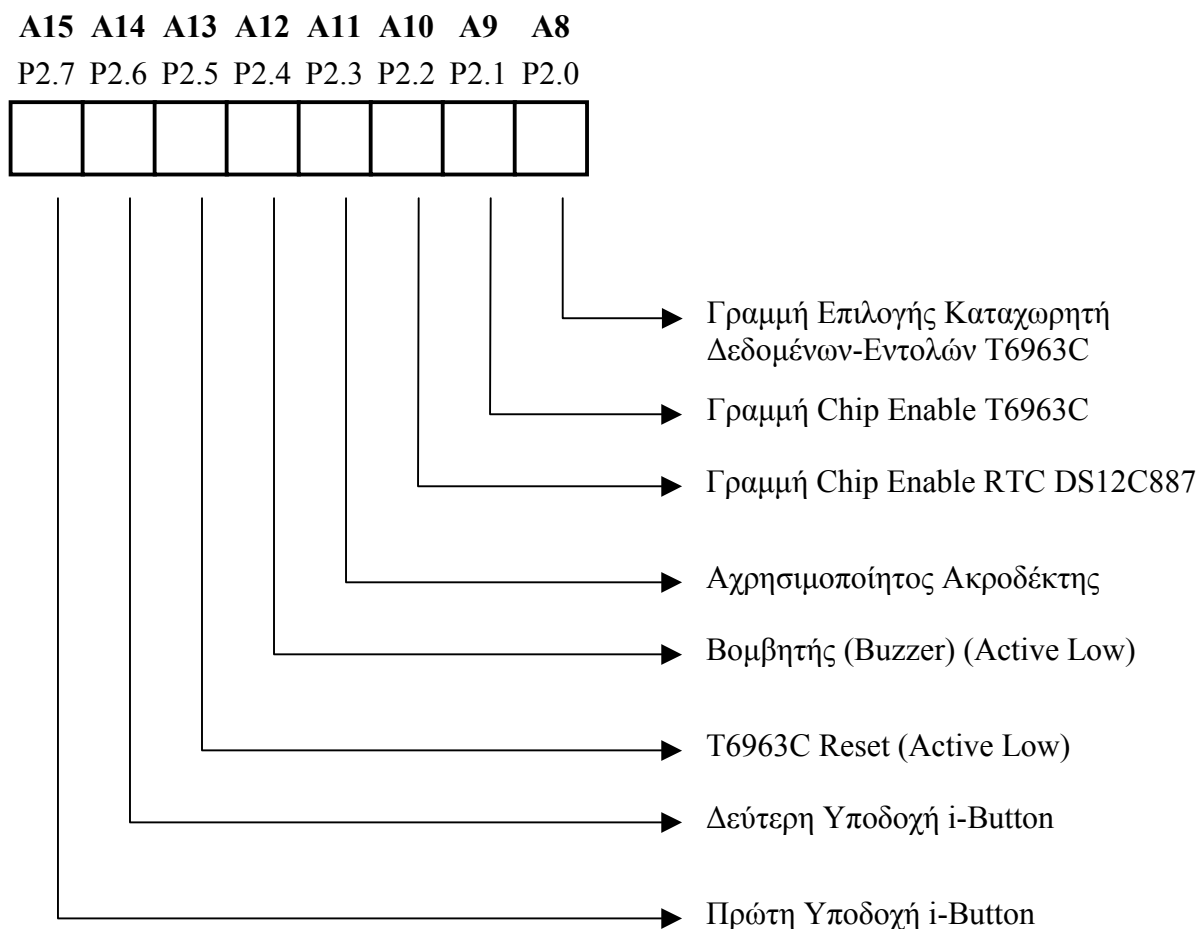 A15 A14 A13 A12 A11 A10 A9 A8
P2.7 P2.6 P2.5 P2.4 P2.3 P2.2 P2.1 P2.0
Γραμμή Επιλογής Καταχωρητή
Δεδομένων-Εντολών T6963C
Γραμμή Chip Enable T6963C
Γραμμή Chip Enable RTC DS12C887
Αχρησιμοποίητος Ακροδέκτης
Βομβητής (Buzzer) (Active Low)
T6963C Reset (Active Low)
Δεύτερη Υποδοχή i-Button
Πρώτη Υποδοχή i-Button